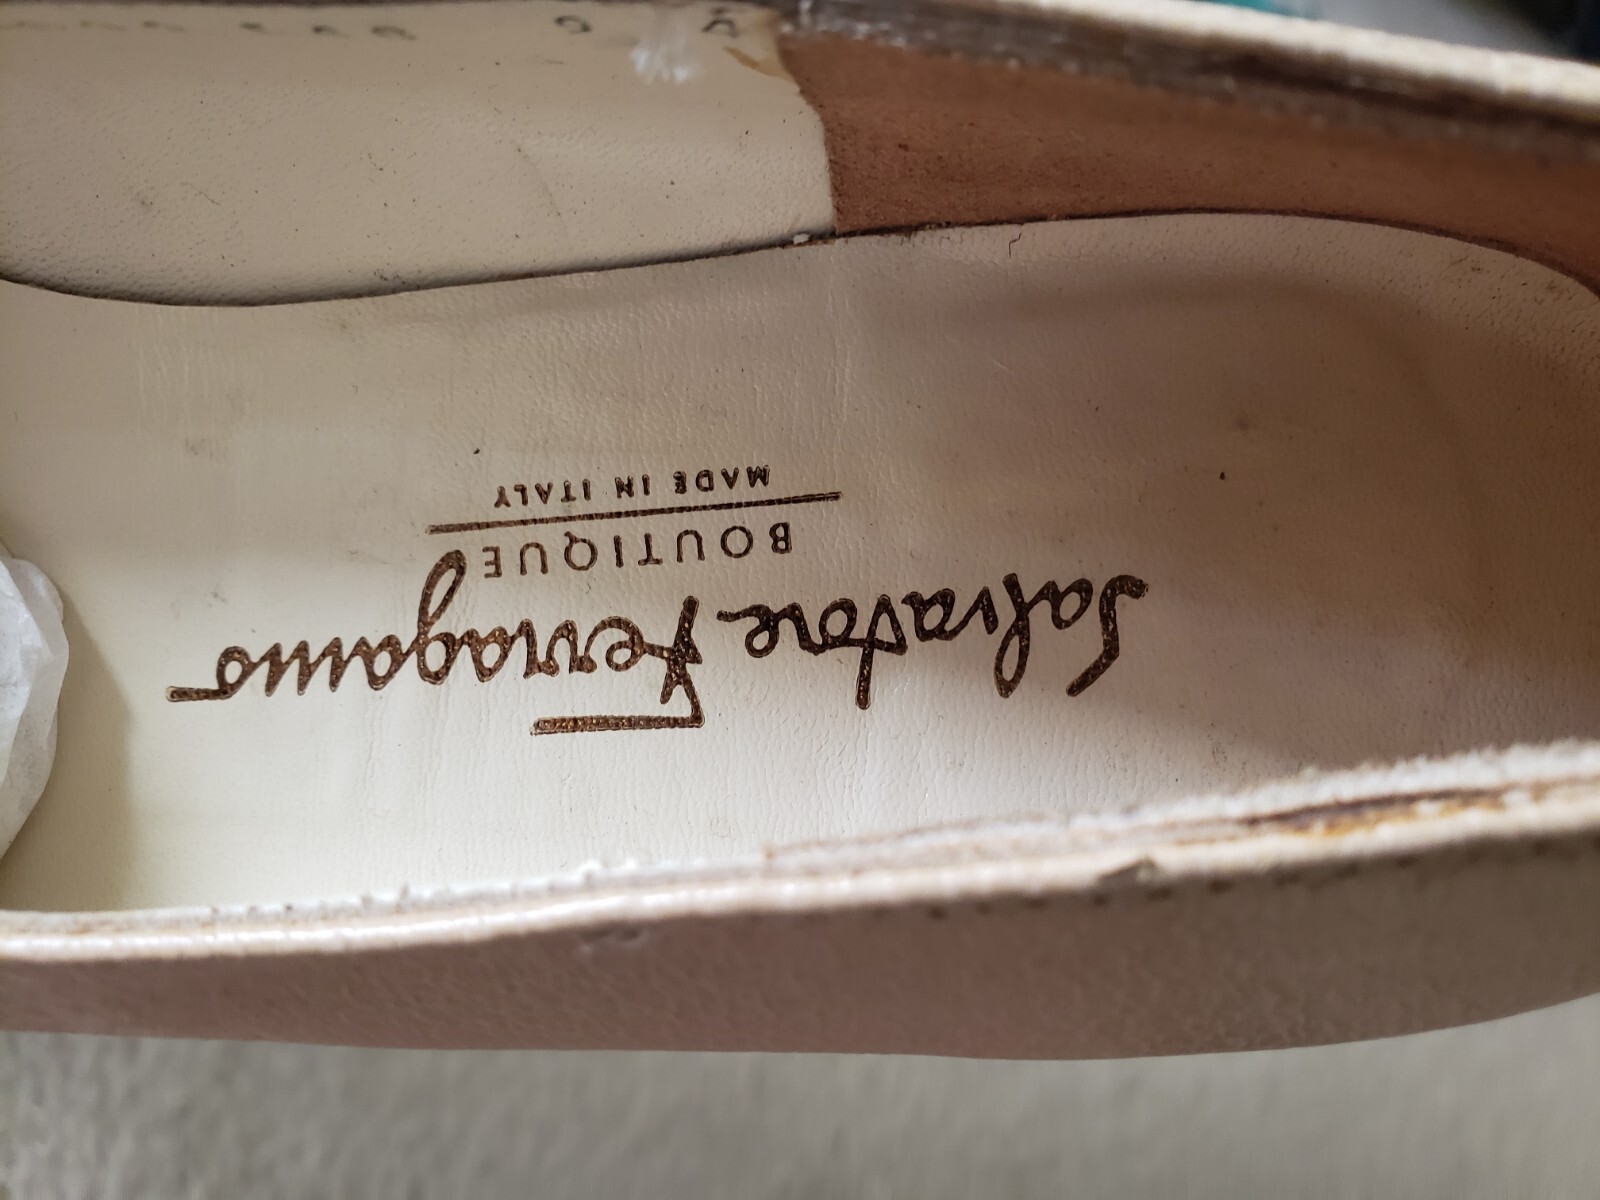 Salvatore Ferragamo
BOUTIQUE
MADE IN ITALY